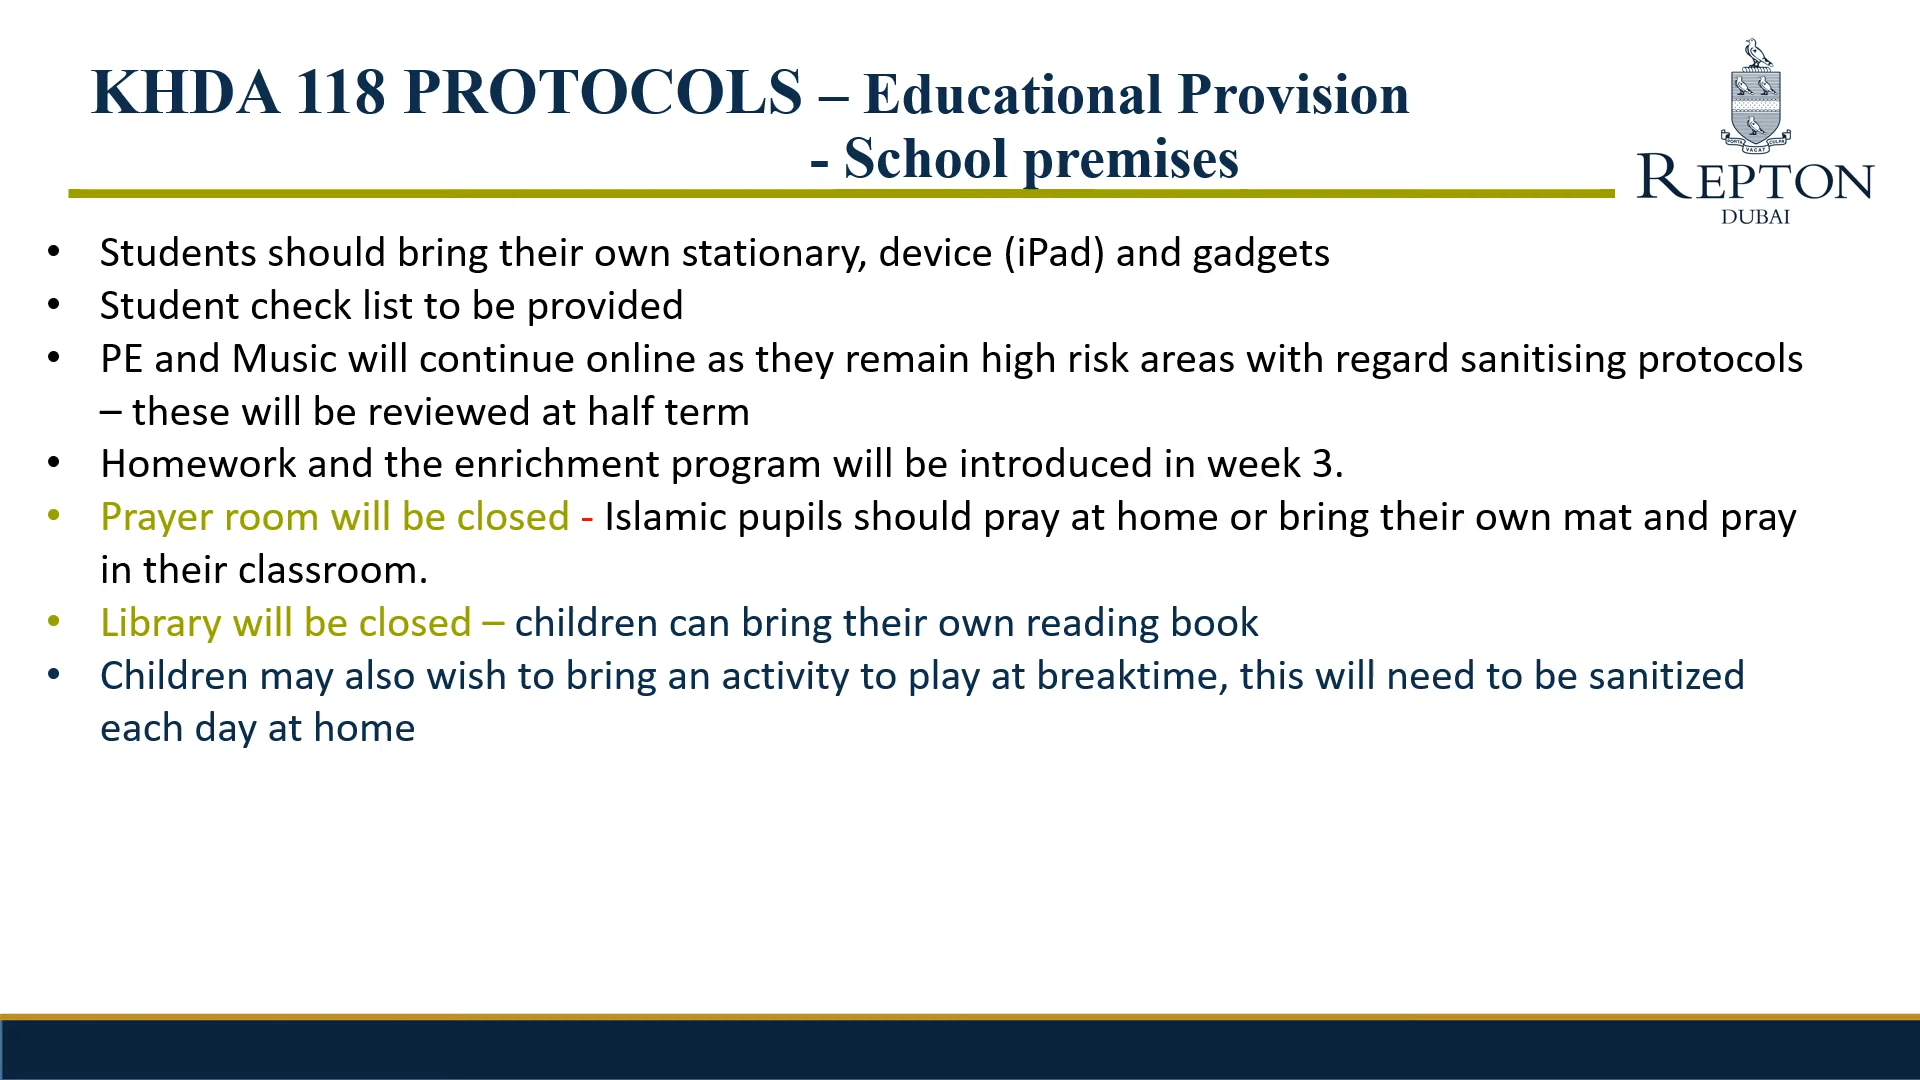 KHDA 118 PROTOCOLS – Educational Provision
- School premises
PORTA VACAT CULPA
REPTON
DUBAI
• Students should bring their own stationary, device (iPad) and gadgets
• Student check list to be provided
• PE and Music will continue online as they remain high risk areas with regard sanitising protocols
– these will be reviewed at half term
• Homework and the enrichment program will be introduced in week 3.
• Prayer room will be closed - Islamic pupils should pray at home or bring their own mat and pray
in their classroom.
• Library will be closed – children can bring their own reading book
• Children may also wish to bring an activity to play at breaktime, this will need to be sanitized
each day at home